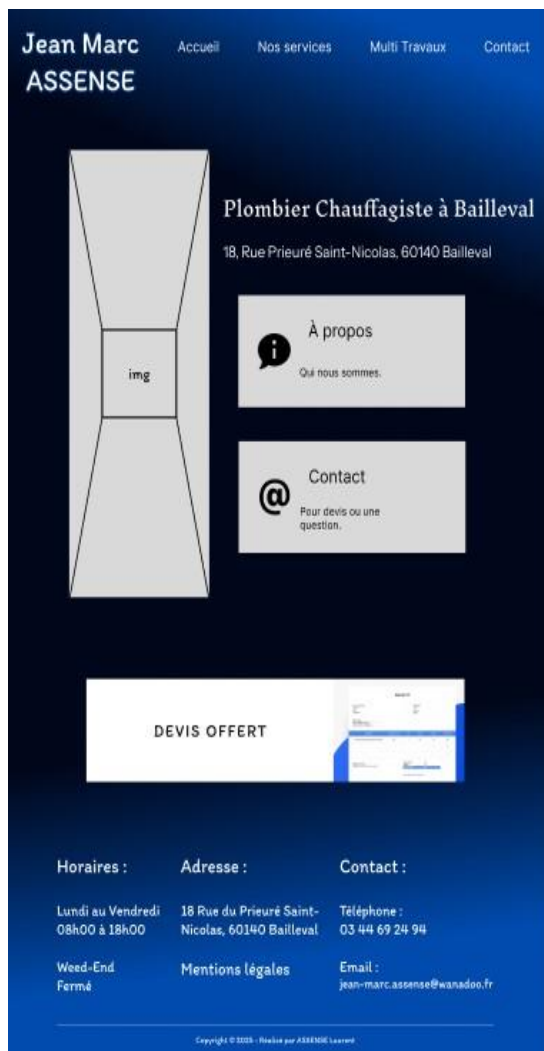 Jean Marc
ASSENSE
Accueil Nos services Multi Travaux Contact
Plombier Chauffagiste à Bailleval
18, Rue Prieuré Saint-Nicolas, 60140 Bailleval
img
À propos
Qui nous sommes.
@
Contact
Pour devis ou une
question.
DEVIS OFFERT
Horaires :
Lundi au Vendredi
08h00 à 18h00
Weed-End
Fermé
Adresse :
18 Rue du Prieuré Saint-
Nicolas, 60140 Bailleval
Mentions légales
Contact :
Téléphone :
03 44 69 24 94
Email :
jean-marc.assense@wanadoo.fr
Copyright © 2025 - Réalisé par ASSENSE Laurent